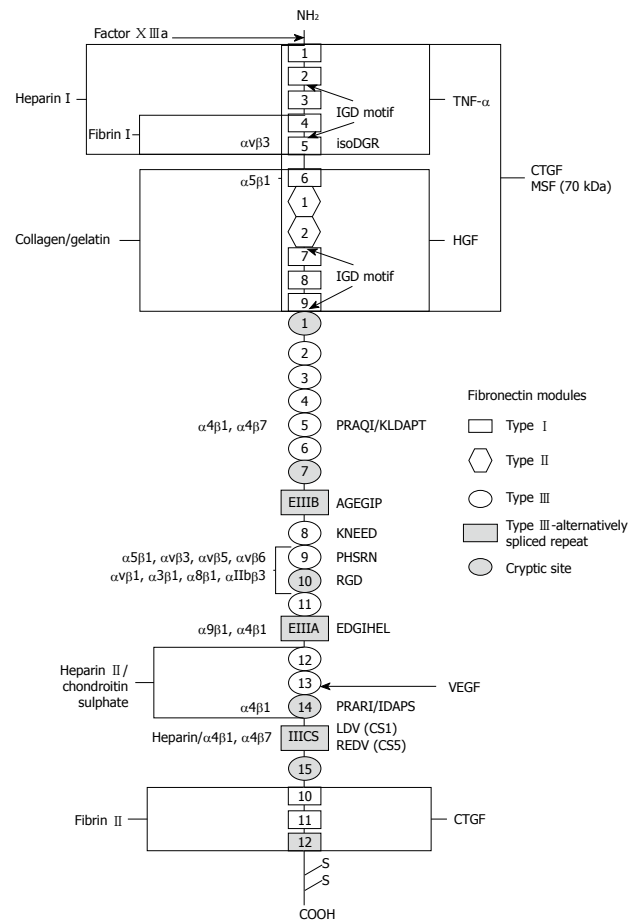 NH₂
Factor ⅩⅢa
1
2
Heparin Ⅰ
3
IGD motif
TNF-α
4
Fibrin Ⅰ
αvβ3
5
isoDGR
α5β1
6
CTGF
MSF (70 kDa)
1
Collagen/gelatin
2
HGF
7
IGD motif
8
9
1
2
3
4
Fibronectin modules
α4β1, α4β7
5
PRAQI/KLDAPT
Type Ⅰ
6
Type Ⅱ
7
EIIIB
AGEGIP
Type Ⅲ
8
KNEED
Type Ⅲ-alternatively
spliced repeat
α5β1, αvβ3, αvβ5, αvβ6
9
PHSRN
αvβ1, α3β1, α8β1, αIIbβ3
10
RGD
Cryptic site
11
α9β1, α4β1
EIIIA
EDGIHEL
12
Heparin Ⅱ/
chondroitin
sulphate
13
VEGF
α4β1
14
PRARI/IDAPS
Heparin/α4β1, α4β7
IIICS
LDV (CS1)
REDV (CS5)
15
10
Fibrin Ⅱ
11
CTGF
12
S
S
COOH